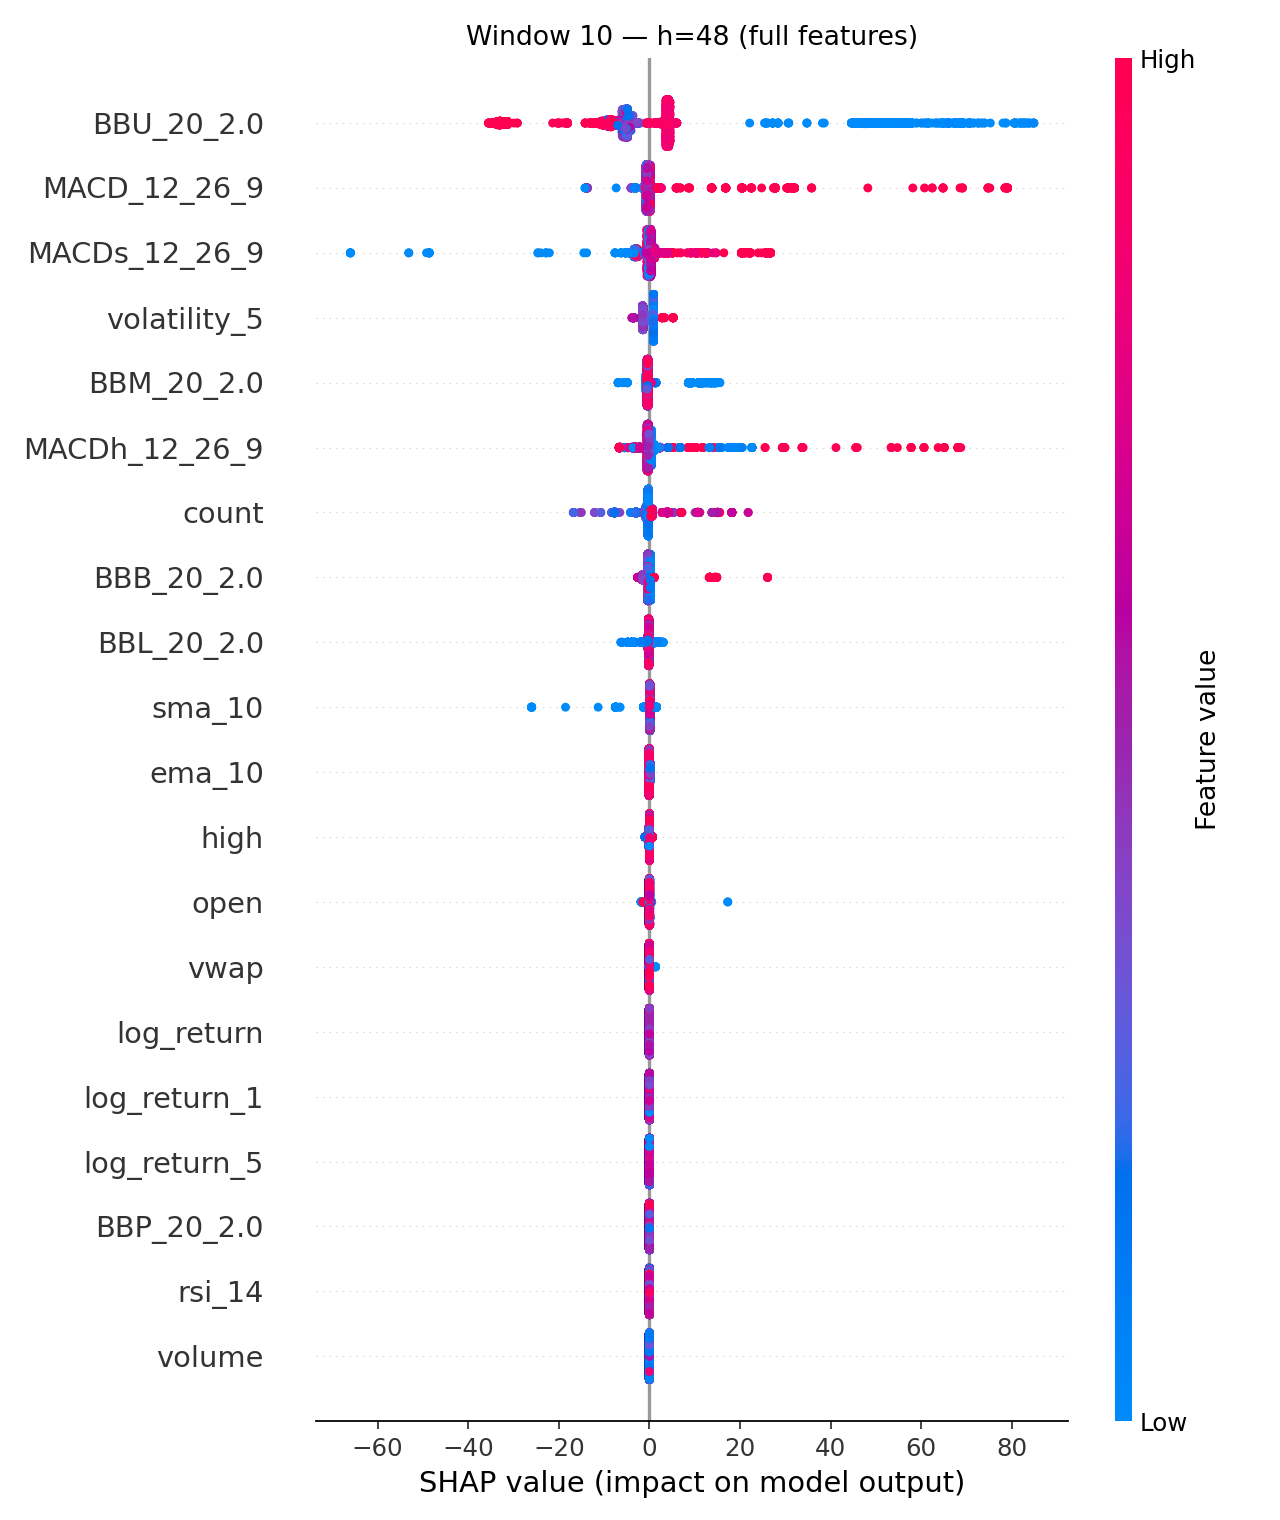 Window 10 — h=48 (full features)
High
BBU_20_2.0
MACD_12_26_9
MACDs_12_26_9
volatility_5
BBM_20_2.0
MACDh_12_26_9
count
BBB_20_2.0
BBL_20_2.0
sma_10
ema_10
high
open
vwap
log_return
log_return_1
log_return_5
BBP_20_2.0
rsi_14
volume
Feature value
Low
−60 −40 −20 0 20 40 60 80
SHAP value (impact on model output)